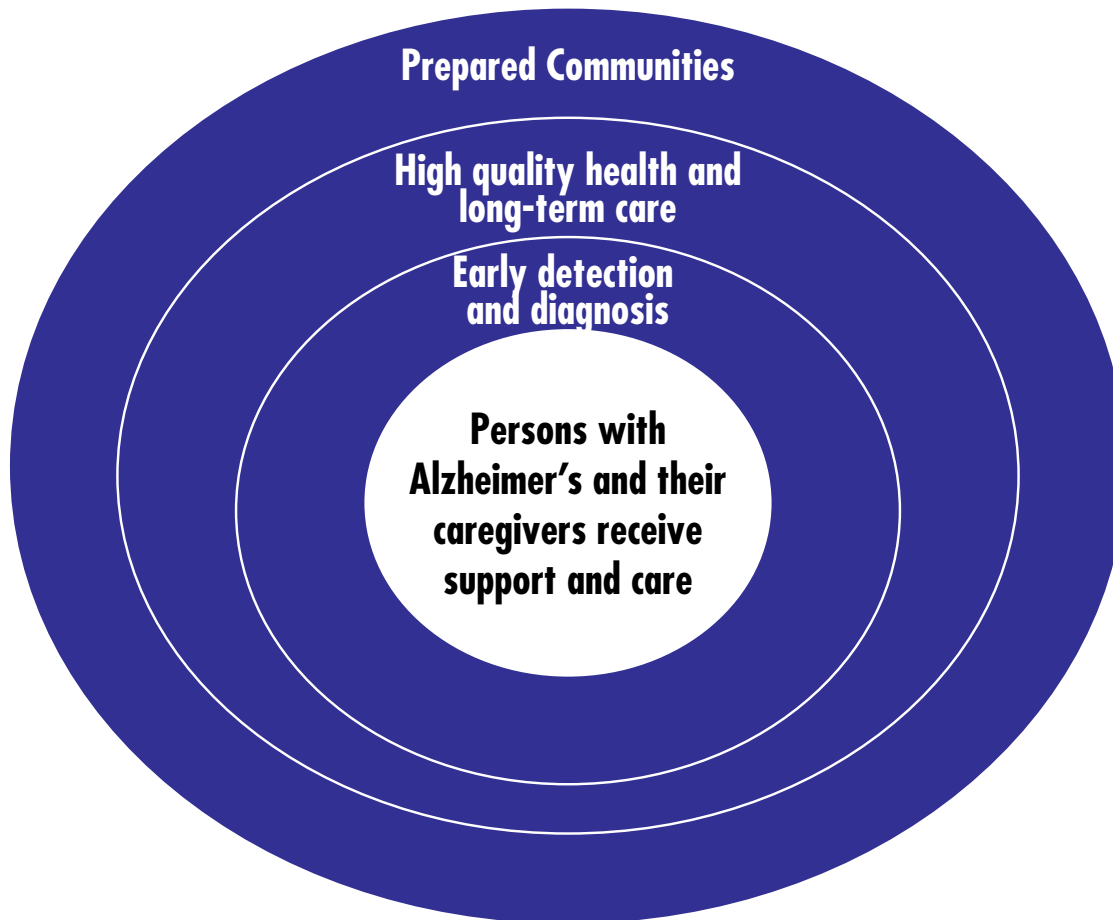 Prepared Communities
High quality health and
long-term care
Early detection
and diagnosis
Persons with
Alzheimer’s and their
caregivers receive
support and care